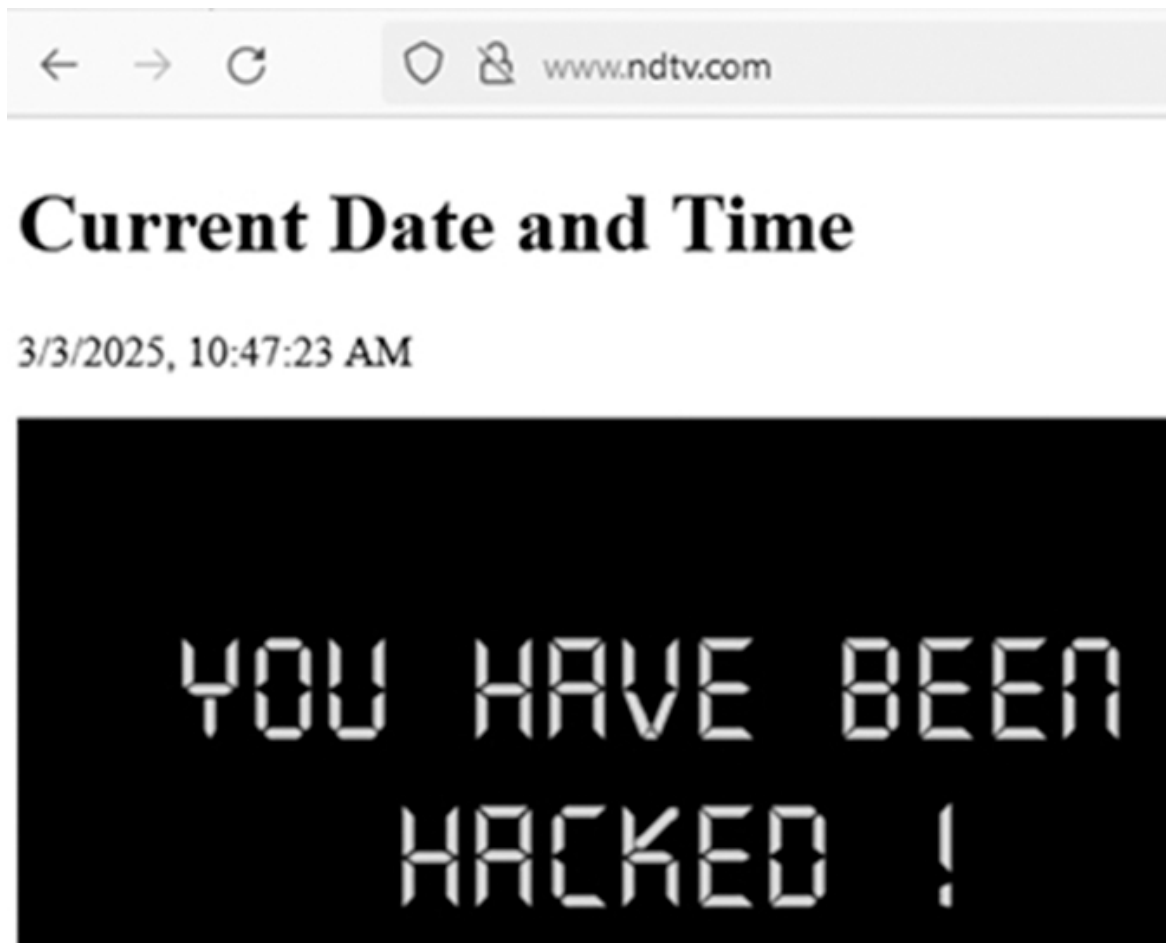 www.ndtv.com
Current Date and Time
3/3/2025, 10:47:23 AM
YOU HAVE BEEN
HACKED !